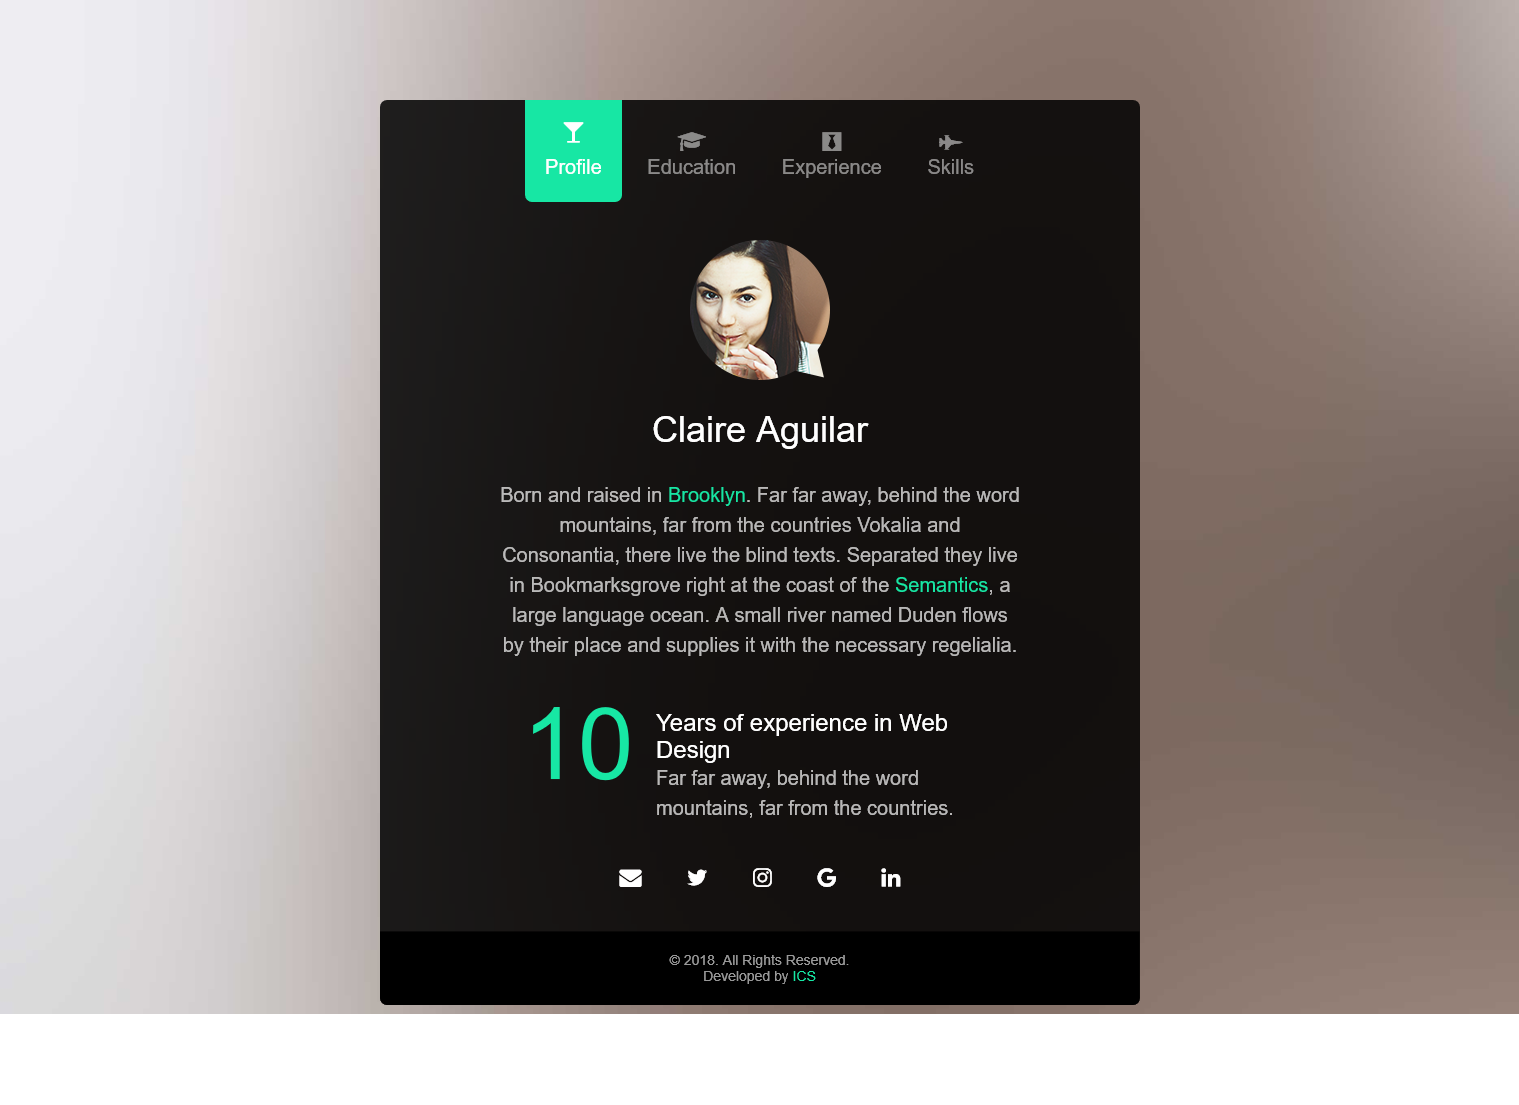 Profile
Education
Experience
Skills
Claire Aguilar
Born and raised in Brooklyn. Far far away, behind the word
mountains, far from the countries Vokalia and
Consonantia, there live the blind texts. Separated they live
in Bookmarksgrove right at the coast of the Semantics, a
large language ocean. A small river named Duden flows
by their place and supplies it with the necessary regelialia.
10
Years of experience in Web
Design
Far far away, behind the word
mountains, far from the countries.
© 2018. All Rights Reserved.
Developed by ICS